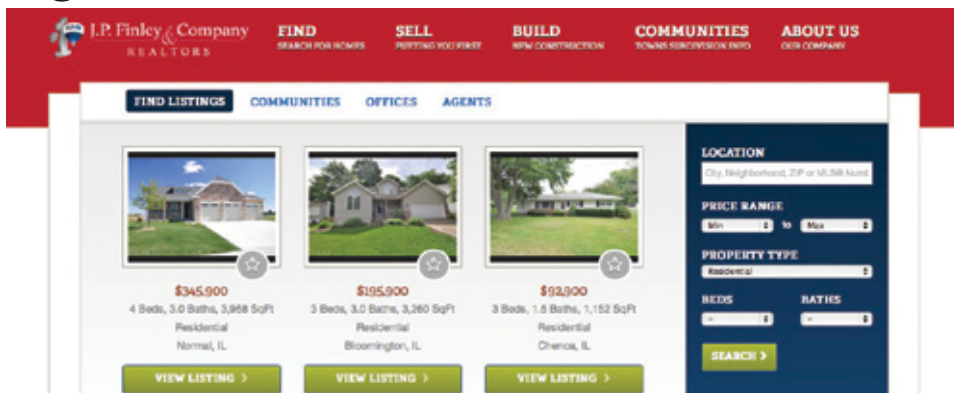 J.P. Finley & Company
REALTORS
FIND
SEARCH FOR HOMES
SELL
PUTTING YOU FIRST
BUILD
NEW CONSTRUCTION
COMMUNITIES
TOWNS SUBDIVISION INFO
ABOUT US
OUR COMPANY
FIND LISTINGS COMMUNITIES OFFICES AGENTS
$345,900
4 Beds, 3.0 Baths, 3,968 SqFt
Residential
Normal, IL
VIEW LISTING >
$195,900
3 Beds, 3.0 Baths, 3,260 SqFt
Residential
Bloomington, IL
VIEW LISTING >
$92,900
3 Beds, 1.5 Baths, 1,152 SqFt
Residential
Chenoa, IL
VIEW LISTING >
LOCATION
City, Neighborhood, ZIP or MLS® Numb
PRICE RANGE
Min to Max
PROPERTY TYPE
Residential
BEDS BATHS
- -
SEARCH >